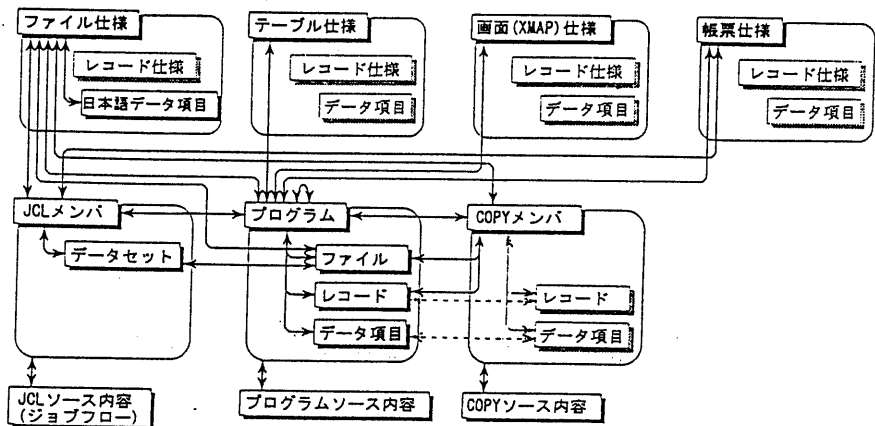 ファイル仕様
テーブル仕様
画面(XMAP)仕様
帳票仕様
レコード仕様
日本語データ項目
レコード仕様
データ項目
レコード仕様
データ項目
レコード仕様
データ項目
JCLメンバ
プログラム
COPYメンバ
データセット
ファイル
レコード
データ項目
レコード
データ項目
JCLソース内容
(ジョブフロー)
プログラムソース内容
COPYソース内容